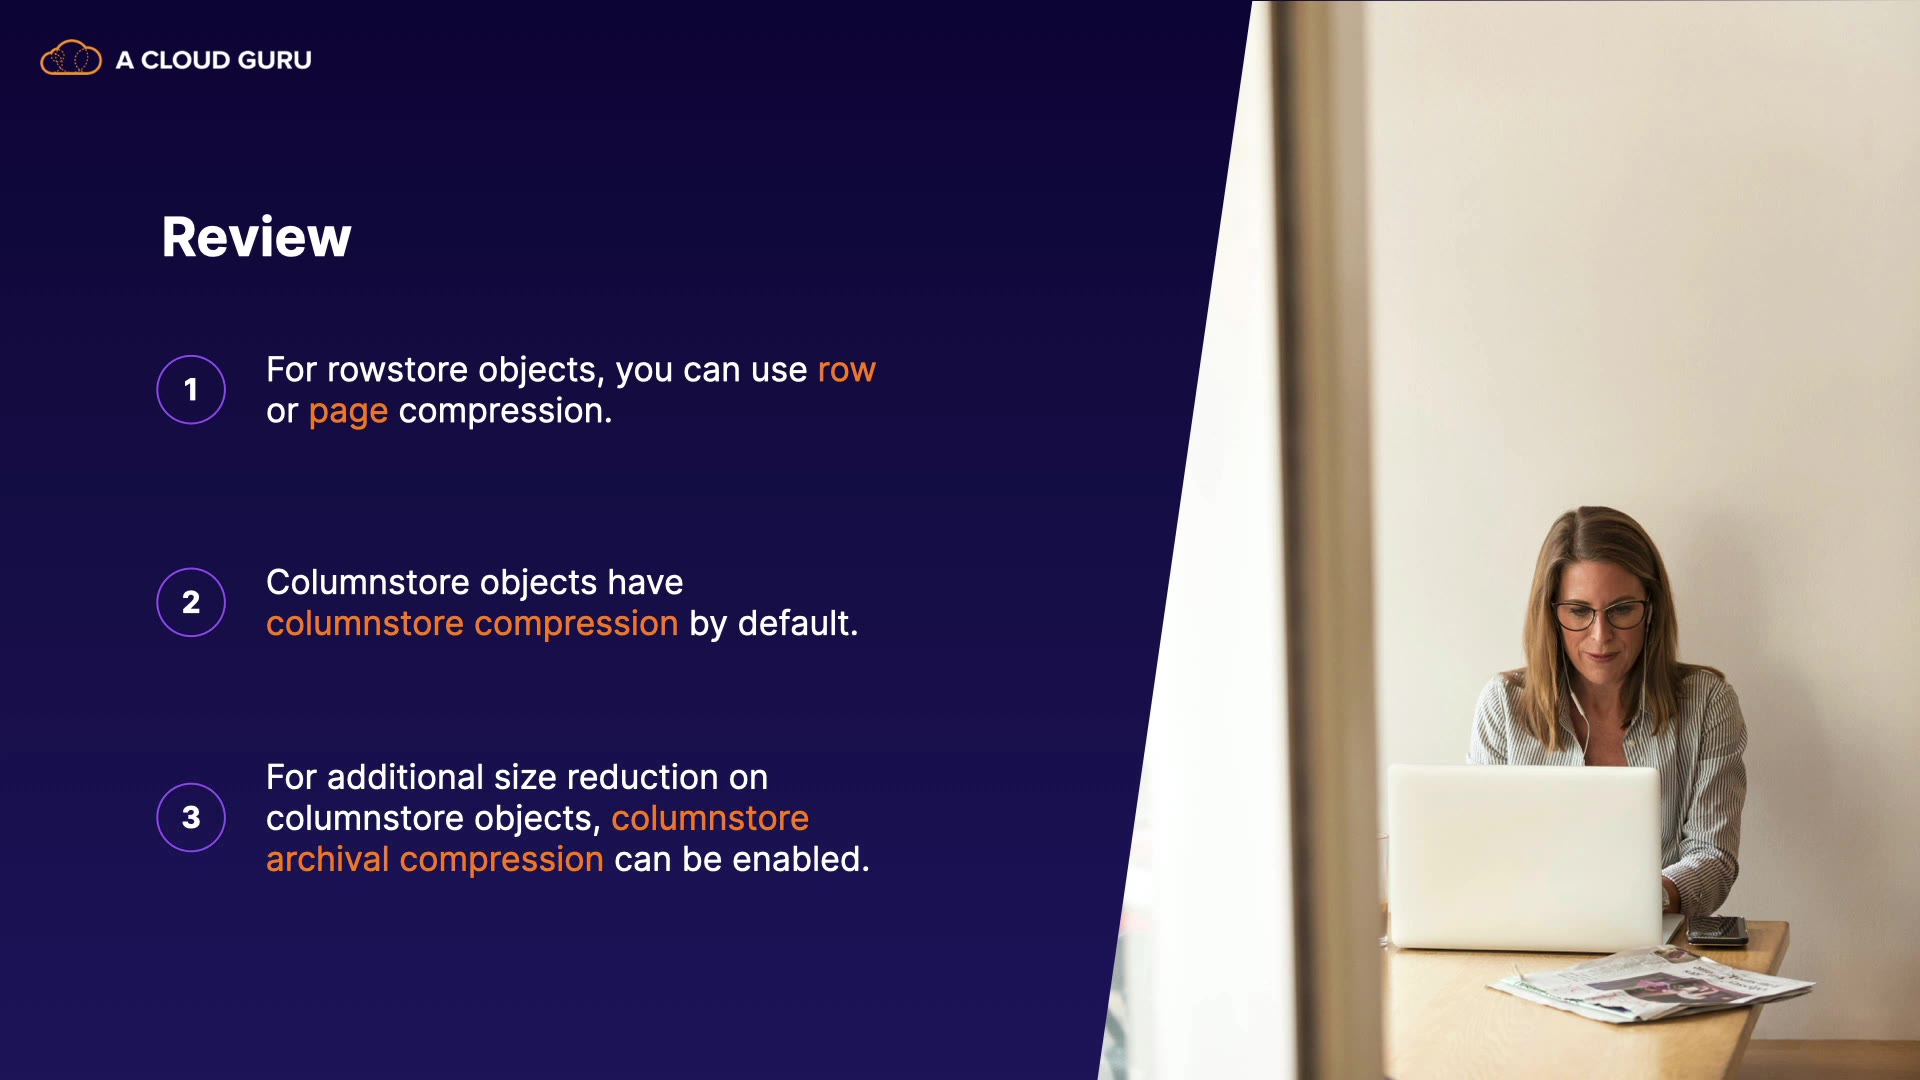 A CLOUD GURU
Review
1
For rowstore objects, you can use row
or page compression.
2
Columnstore objects have
columnstore compression by default.
3
For additional size reduction on
columnstore objects, columnstore
archival compression can be enabled.